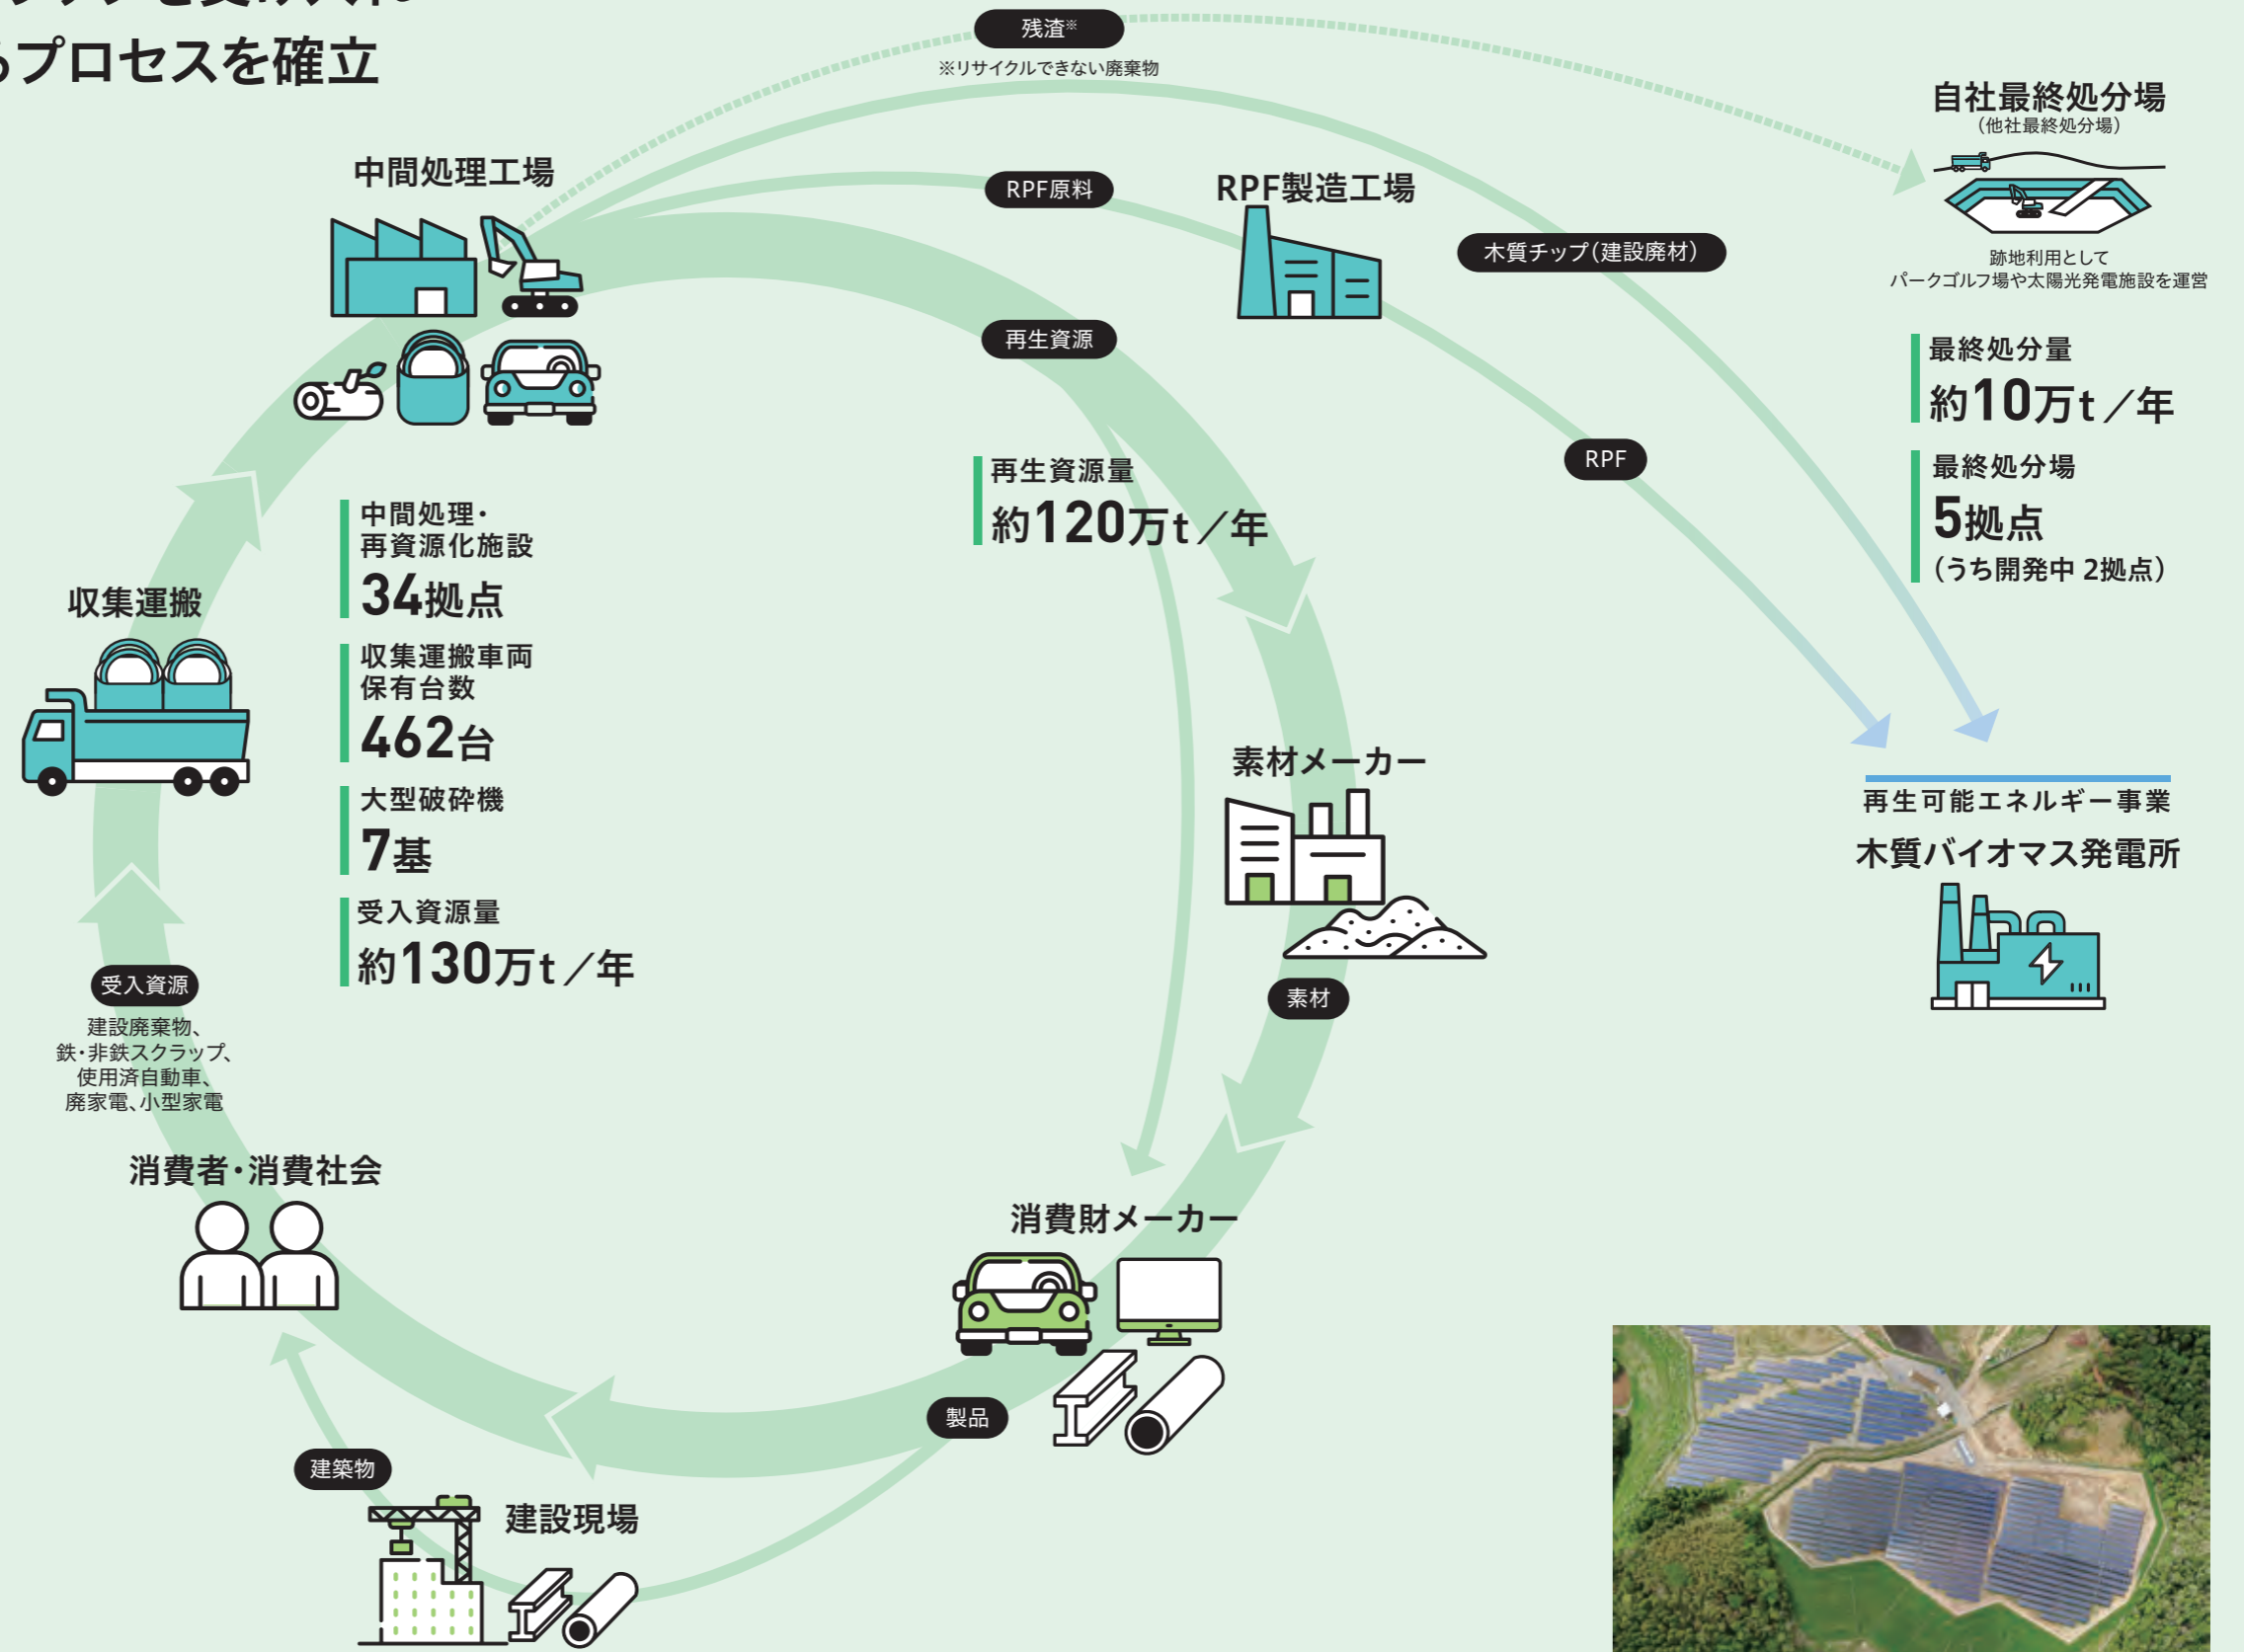 るプロセスを確立
残渣※
※リサイクルできない廃棄物
自社最終処分場
（他社最終処分場）
跡地利用として
パークゴルフ場や太陽光発電施設を運営
最終処分量
約10万t／年
最終処分場
5拠点
（うち開発中 2拠点）
中間処理工場
RPF原料
RPF製造工場
木質チップ（建設廃材）
再生資源
RPF
再生資源量
約120万t／年
中間処理・
再資源化施設
34拠点
収集運搬車両
保有台数
462台
大型破砕機
7基
受入資源量
約130万t／年
収集運搬
受入資源
建設廃棄物、
鉄・非鉄スクラップ、
使用済自動車、
廃家電、小型家電
素材メーカー
素材
再生可能エネルギー事業
木質バイオマス発電所
消費者・消費社会
消費財メーカー
製品
建築物
建設現場